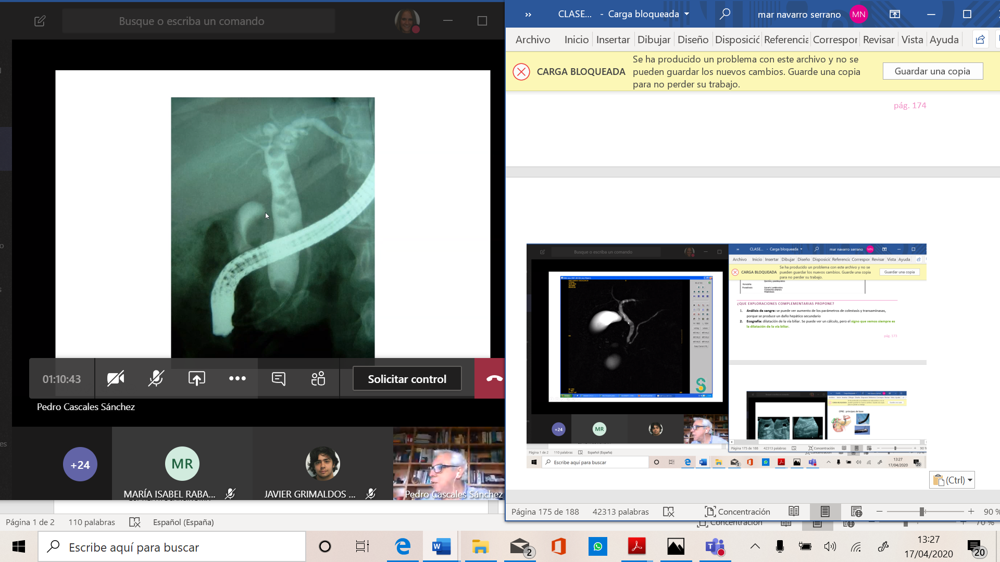 Busque o escriba un comando
CLASE... - Carga bloqueada
mar navarro serrano
MN
Archivo Inicio Insertar Dibujar Diseño Disposici Referencia Correspor Revisar Vista Ayuda
CARGA BLOQUEADA
Se ha producido un problema con este archivo y no se
pueden guardar los nuevos cambios. Guarde una copia
para no perder su trabajo.
Guardar una copia
pág. 174
01:10:43
Solicitar control
Pedro Cascales Sánchez
+24
MR
MARÍA ISABEL RABA...
JAVIER GRIMALDOS ...
Pedro Cascales Sánchez
Busque o escriba un comando
CLASE... - Carga bloqueada
mar navarro serrano
MN
Archivo Inicio Insertar Dibujar Diseño Disposici Referencia Correspor Revisar Vista Ayuda
CARGA BLOQUEADA
Se ha producido un problema con este archivo y no se
pueden guardar los nuevos cambios. Guarde una copia
para no perder su trabajo.
Guardar una copia
¿QUE EXPLORACIONES COMPLEMENTARIAS PROPONE?
1. Análisis de sangre: se puede ver aumento de los parámetros de colestasis y transaminasas,
porque se produce un daño hepático secundario
2. Ecografía: dilatación de la vía biliar. Se puede ver un cálculo, pero el signo que vemos siempre es
la dilatación de la vía biliar.
pág. 173
CPRE : principes de base
+24
MR
Página 175 de 188 42313 palabras
Concentración
90 %
Página 1 de 2 110 palabras Español (España)
Escribe aquí para buscar
13:27
17/04/2020
20
(Ctrl)
Página 175 de 188 42313 palabras
Concentración
90 %
Página 1 de 2 110 palabras Español (España)
Concentración
70 %
Escribe aquí para buscar
2
13:27
17/04/2020
20